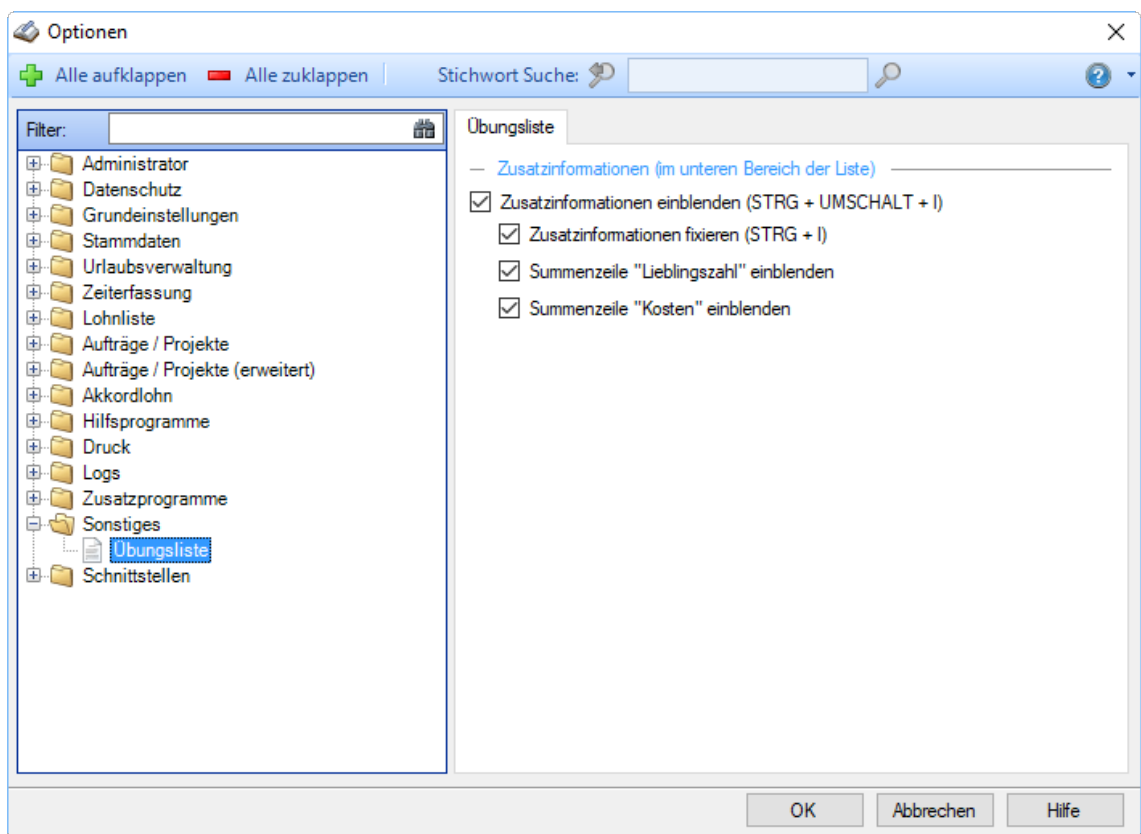 Optionen
Alle aufklappen Alle zuklappen Stichwort Suche:
Filter:
Administrator
Datenschutz
Grundeinstellungen
Stammdaten
Urlaubsverwaltung
Zeiterfassung
Lohnliste
Aufträge / Projekte
Aufträge / Projekte (erweitert)
Akkordlohn
Hilfsprogramme
Druck
Logs
Zusatzprogramme
Sonstiges
Übungsliste
Schnittstellen
Übungsliste
Zusatzinformationen (im unteren Bereich der Liste)
Zusatzinformationen einblenden (STRG + UMSCHALT + I)
Zusatzinformationen fixieren (STRG + I)
Summenzeile "Lieblingszahl" einblenden
Summenzeile "Kosten" einblenden
OK Abbrechen Hilfe